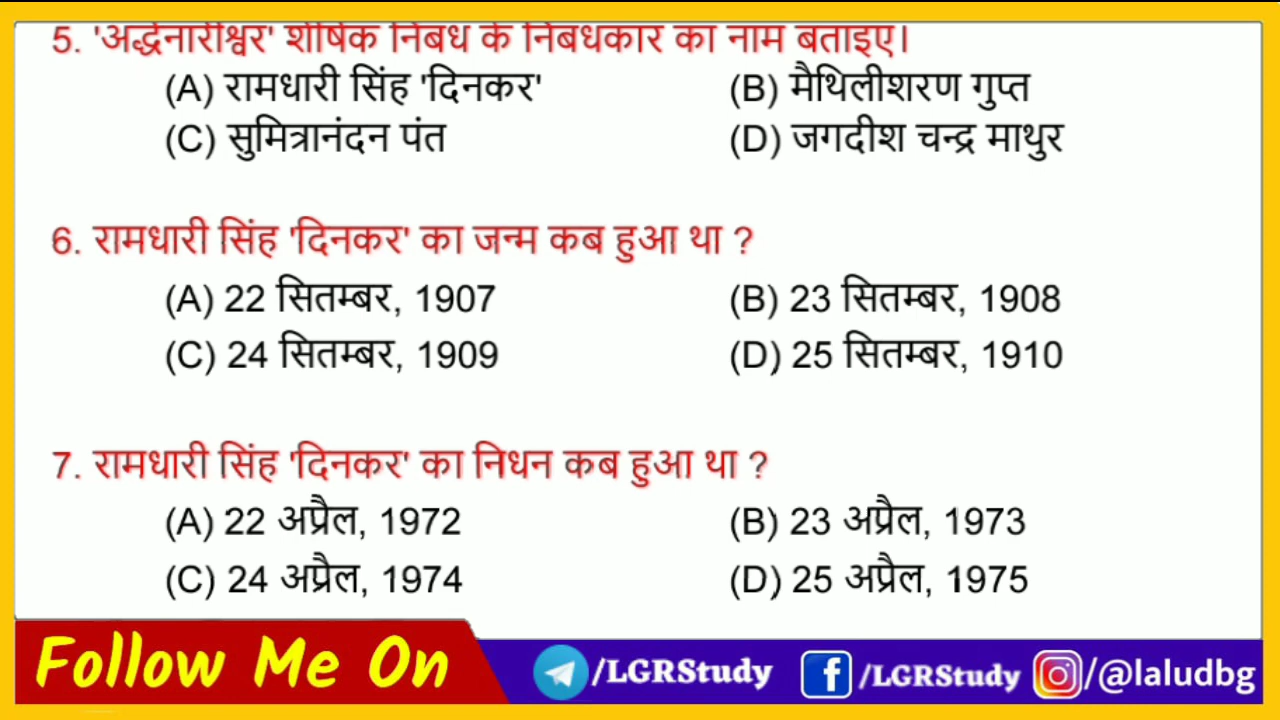 5. 'अर्द्धनारीश्वर' शीर्षक निबंध के निबंधकार का नाम बताइए।
(A) रामधारी सिंह 'दिनकर' (B) मैथिलीशरण गुप्त
(C) सुमित्रानंदन पंत (D) जगदीश चन्द्र माथुर
6. रामधारी सिंह 'दिनकर' का जन्म कब हुआ था ?
(A) 22 सितम्बर, 1907 (B) 23 सितम्बर, 1908
(C) 24 सितम्बर, 1909 (D) 25 सितम्बर, 1910
7. रामधारी सिंह 'दिनकर' का निधन कब हुआ था ?
(A) 22 अप्रैल, 1972 (B) 23 अप्रैल, 1973
(C) 24 अप्रैल, 1974 (D) 25 अप्रैल, 1975
Follow Me On /LGRStudy /LGRStudy /@laludbg